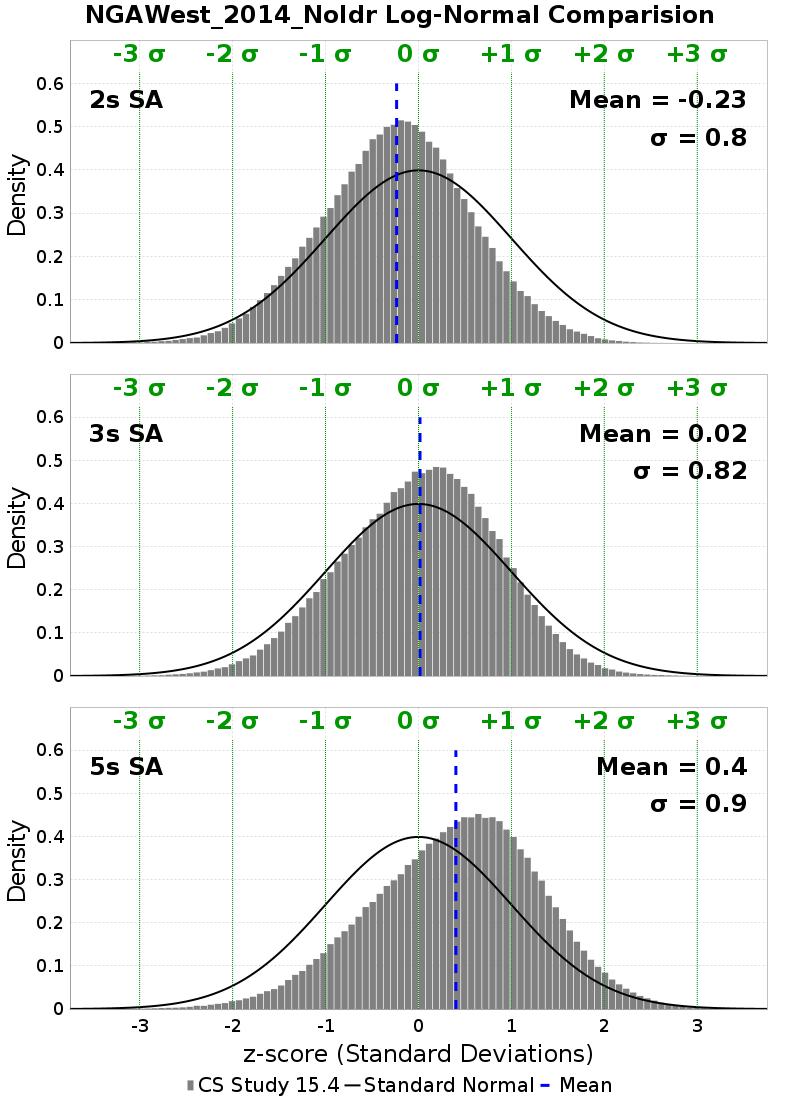 NGAWest_2014_NoIdr Log-Normal Comparision
-3 σ -2 σ -1 σ 0 σ +1 σ +2 σ +3 σ
0.6
2s SA Mean = -0.23
0.5
σ = 0.8
0.4
0.3
0.2
0.1
0
Density
-3 σ -2 σ -1 σ 0 σ +1 σ +2 σ +3 σ
0.6
3s SA Mean = 0.02
0.5
σ = 0.82
0.4
0.3
0.2
0.1
0
Density
-3 σ -2 σ -1 σ 0 σ +1 σ +2 σ +3 σ
0.6
5s SA Mean = 0.4
0.5
σ = 0.9
0.4
0.3
0.2
0.1
0
Density
-3 -2 -1 0 1 2 3
z-score (Standard Deviations)
CS Study 15.4 Standard Normal Mean